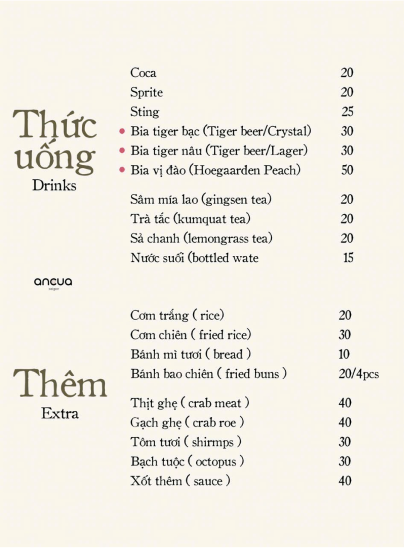 Thức uống
Drinks
Coca 20
Sprite 20
Sting 25
Bia tiger bạc (Tiger beer/Crystal) 30
Bia tiger nâu (Tiger beer/Lager) 30
Bia vị đào (Hoegaarden Peach) 50
Sâm mía lao (gingsen tea) 20
Trà tắc (kumquat tea) 20
Sả chanh (lemongrass tea) 20
Nước suối (bottled wate 15
ancua
Thêm
Extra
Cơm trắng ( rice) 20
Cơm chiên ( fried rice) 30
Bánh mì tươi ( bread ) 10
Bánh bao chiên ( fried buns ) 20/4pcs
Thịt ghẹ ( crab meat ) 40
Gạch ghẹ ( crab roe ) 40
Tôm tươi ( shirmps ) 30
Bạch tuộc ( octopus ) 30
Xốt thêm ( sauce ) 40